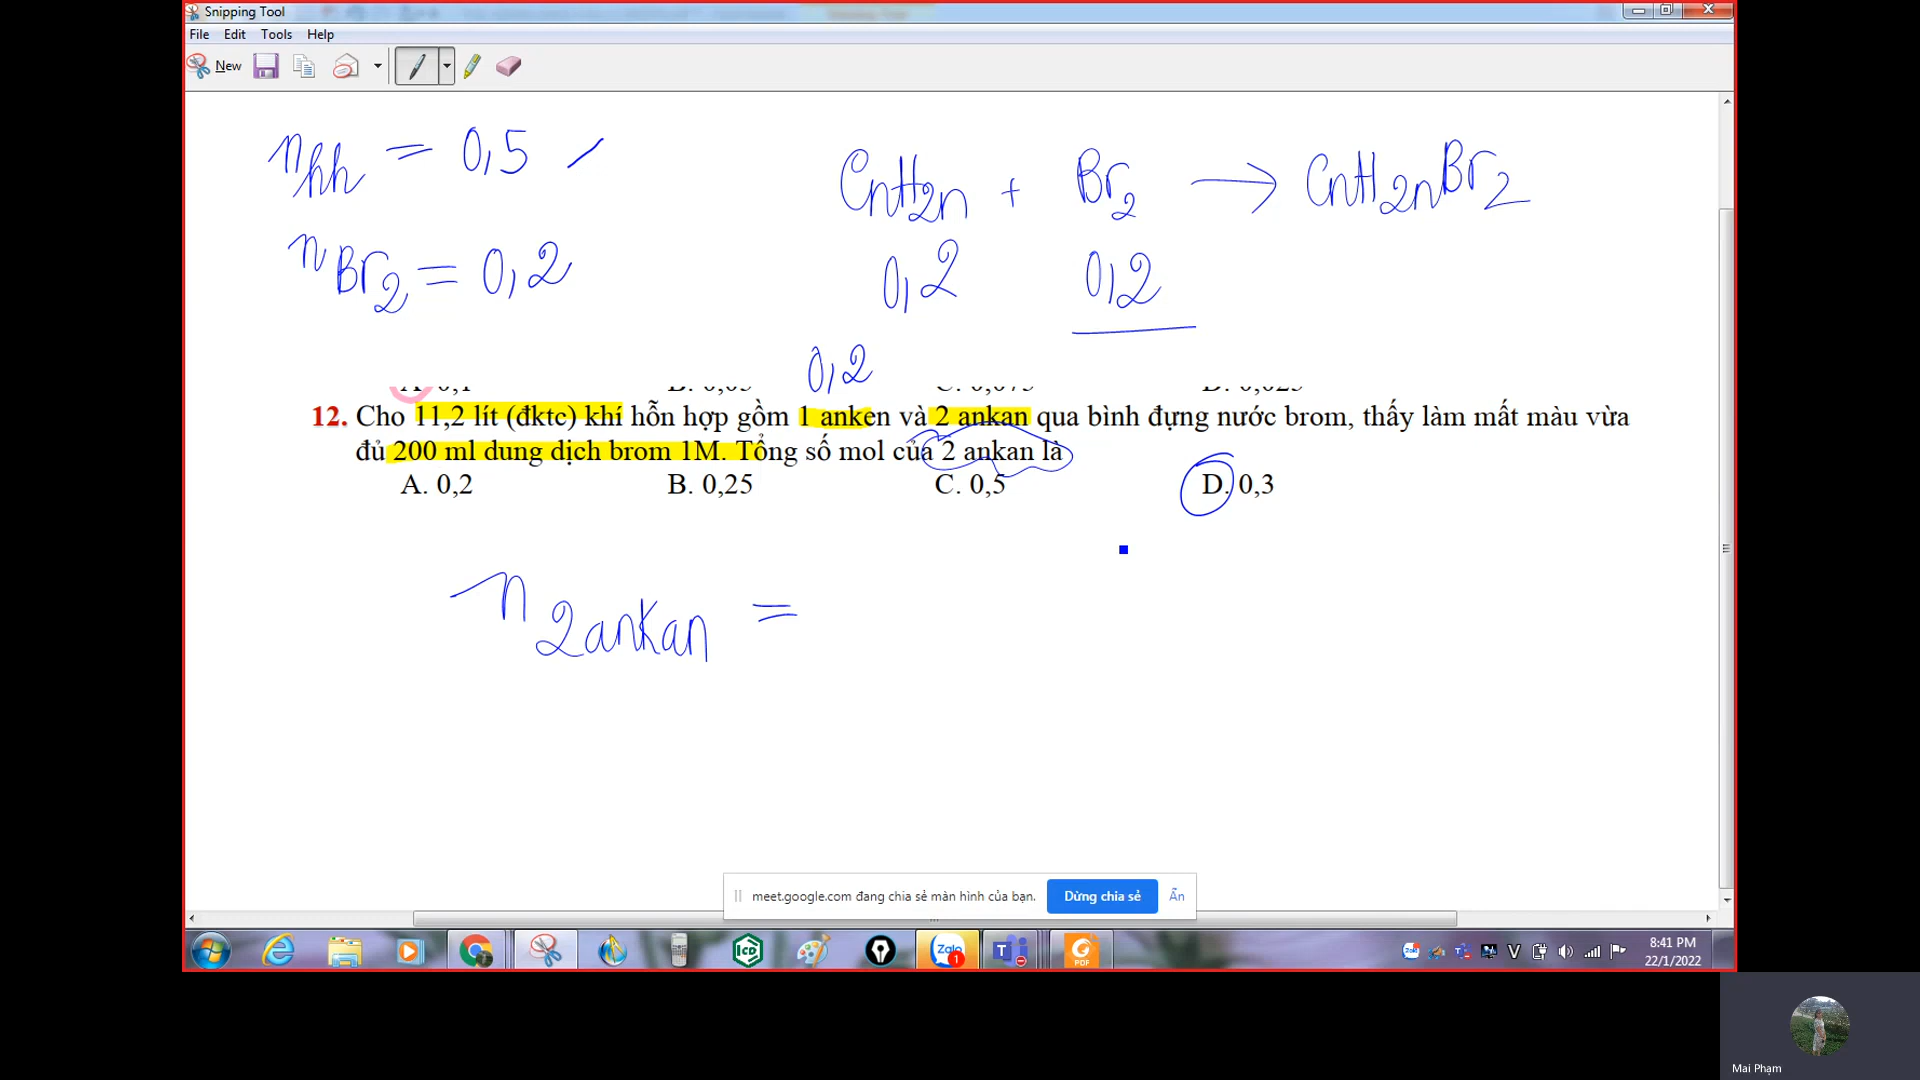 Snipping Tool
File Edit Tools Help
New
n hh = 0,5
CnH2n + Br2 → CnH2nBr2
n Br2 = 0,2
0,2 0,2
0,2
12. Cho 11,2 lít (đktc) khí hỗn hợp gồm 1 anken và 2 ankan qua bình đựng nước brom, thấy làm mất màu vừa
đủ 200 ml dung dịch brom 1M. Tổng số mol của 2 ankan là
A. 0,2 B. 0,25 C. 0,5 D. 0,3
n 2ankan =
meet.google.com đang chia sẻ màn hình của bạn. Dừng chia sẻ Ẩn
Zalo 1
PDF
8:41 PM
22/1/2022
Mai Phạm